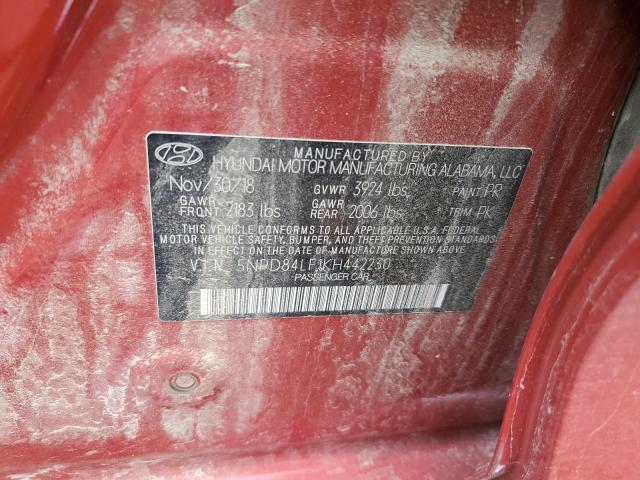 MANUFACTURED BY
HYUNDAI MOTOR MANUFACTURING ALABAMA, LLC
Nov/30/18 GVWR 3924 lbs. PAINT PR
GAWR FRONT 2183 lbs GAWR REAR 2006 lbs TRIM PK
THIS VEHICLE CONFORMS TO ALL APPLICABLE U.S.A. FEDERAL
MOTOR VEHICLE SAFETY, BUMPER, AND THEFT PREVENTION
STANDARDS IN EFFECT ON THE DATE OF MANUFACTURE SHOWN ABOVE.
V.I.N. 5NPD84LF1KH442230
PASSENGER CAR